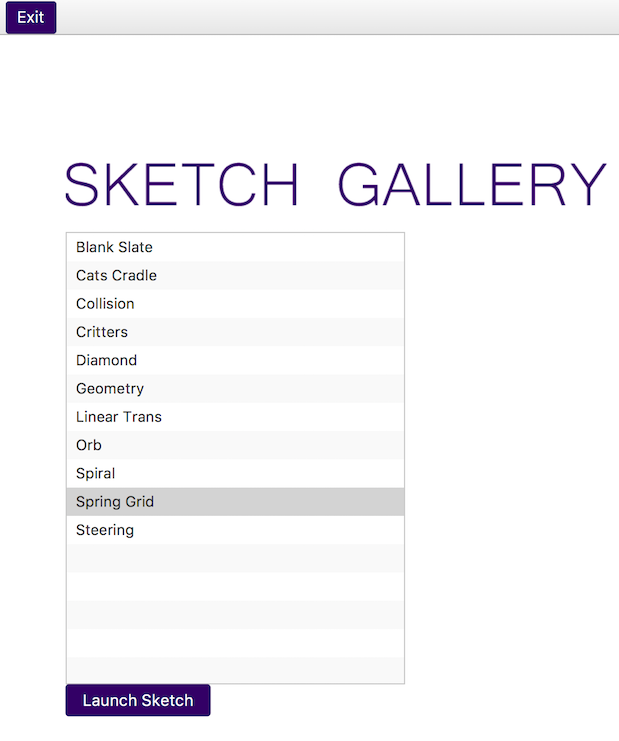 Exit
SKETCH GALLERY
Blank Slate
Cats Cradle
Collision
Critters
Diamond
Geometry
Linear Trans
Orb
Spiral
Spring Grid
Steering
Launch Sketch